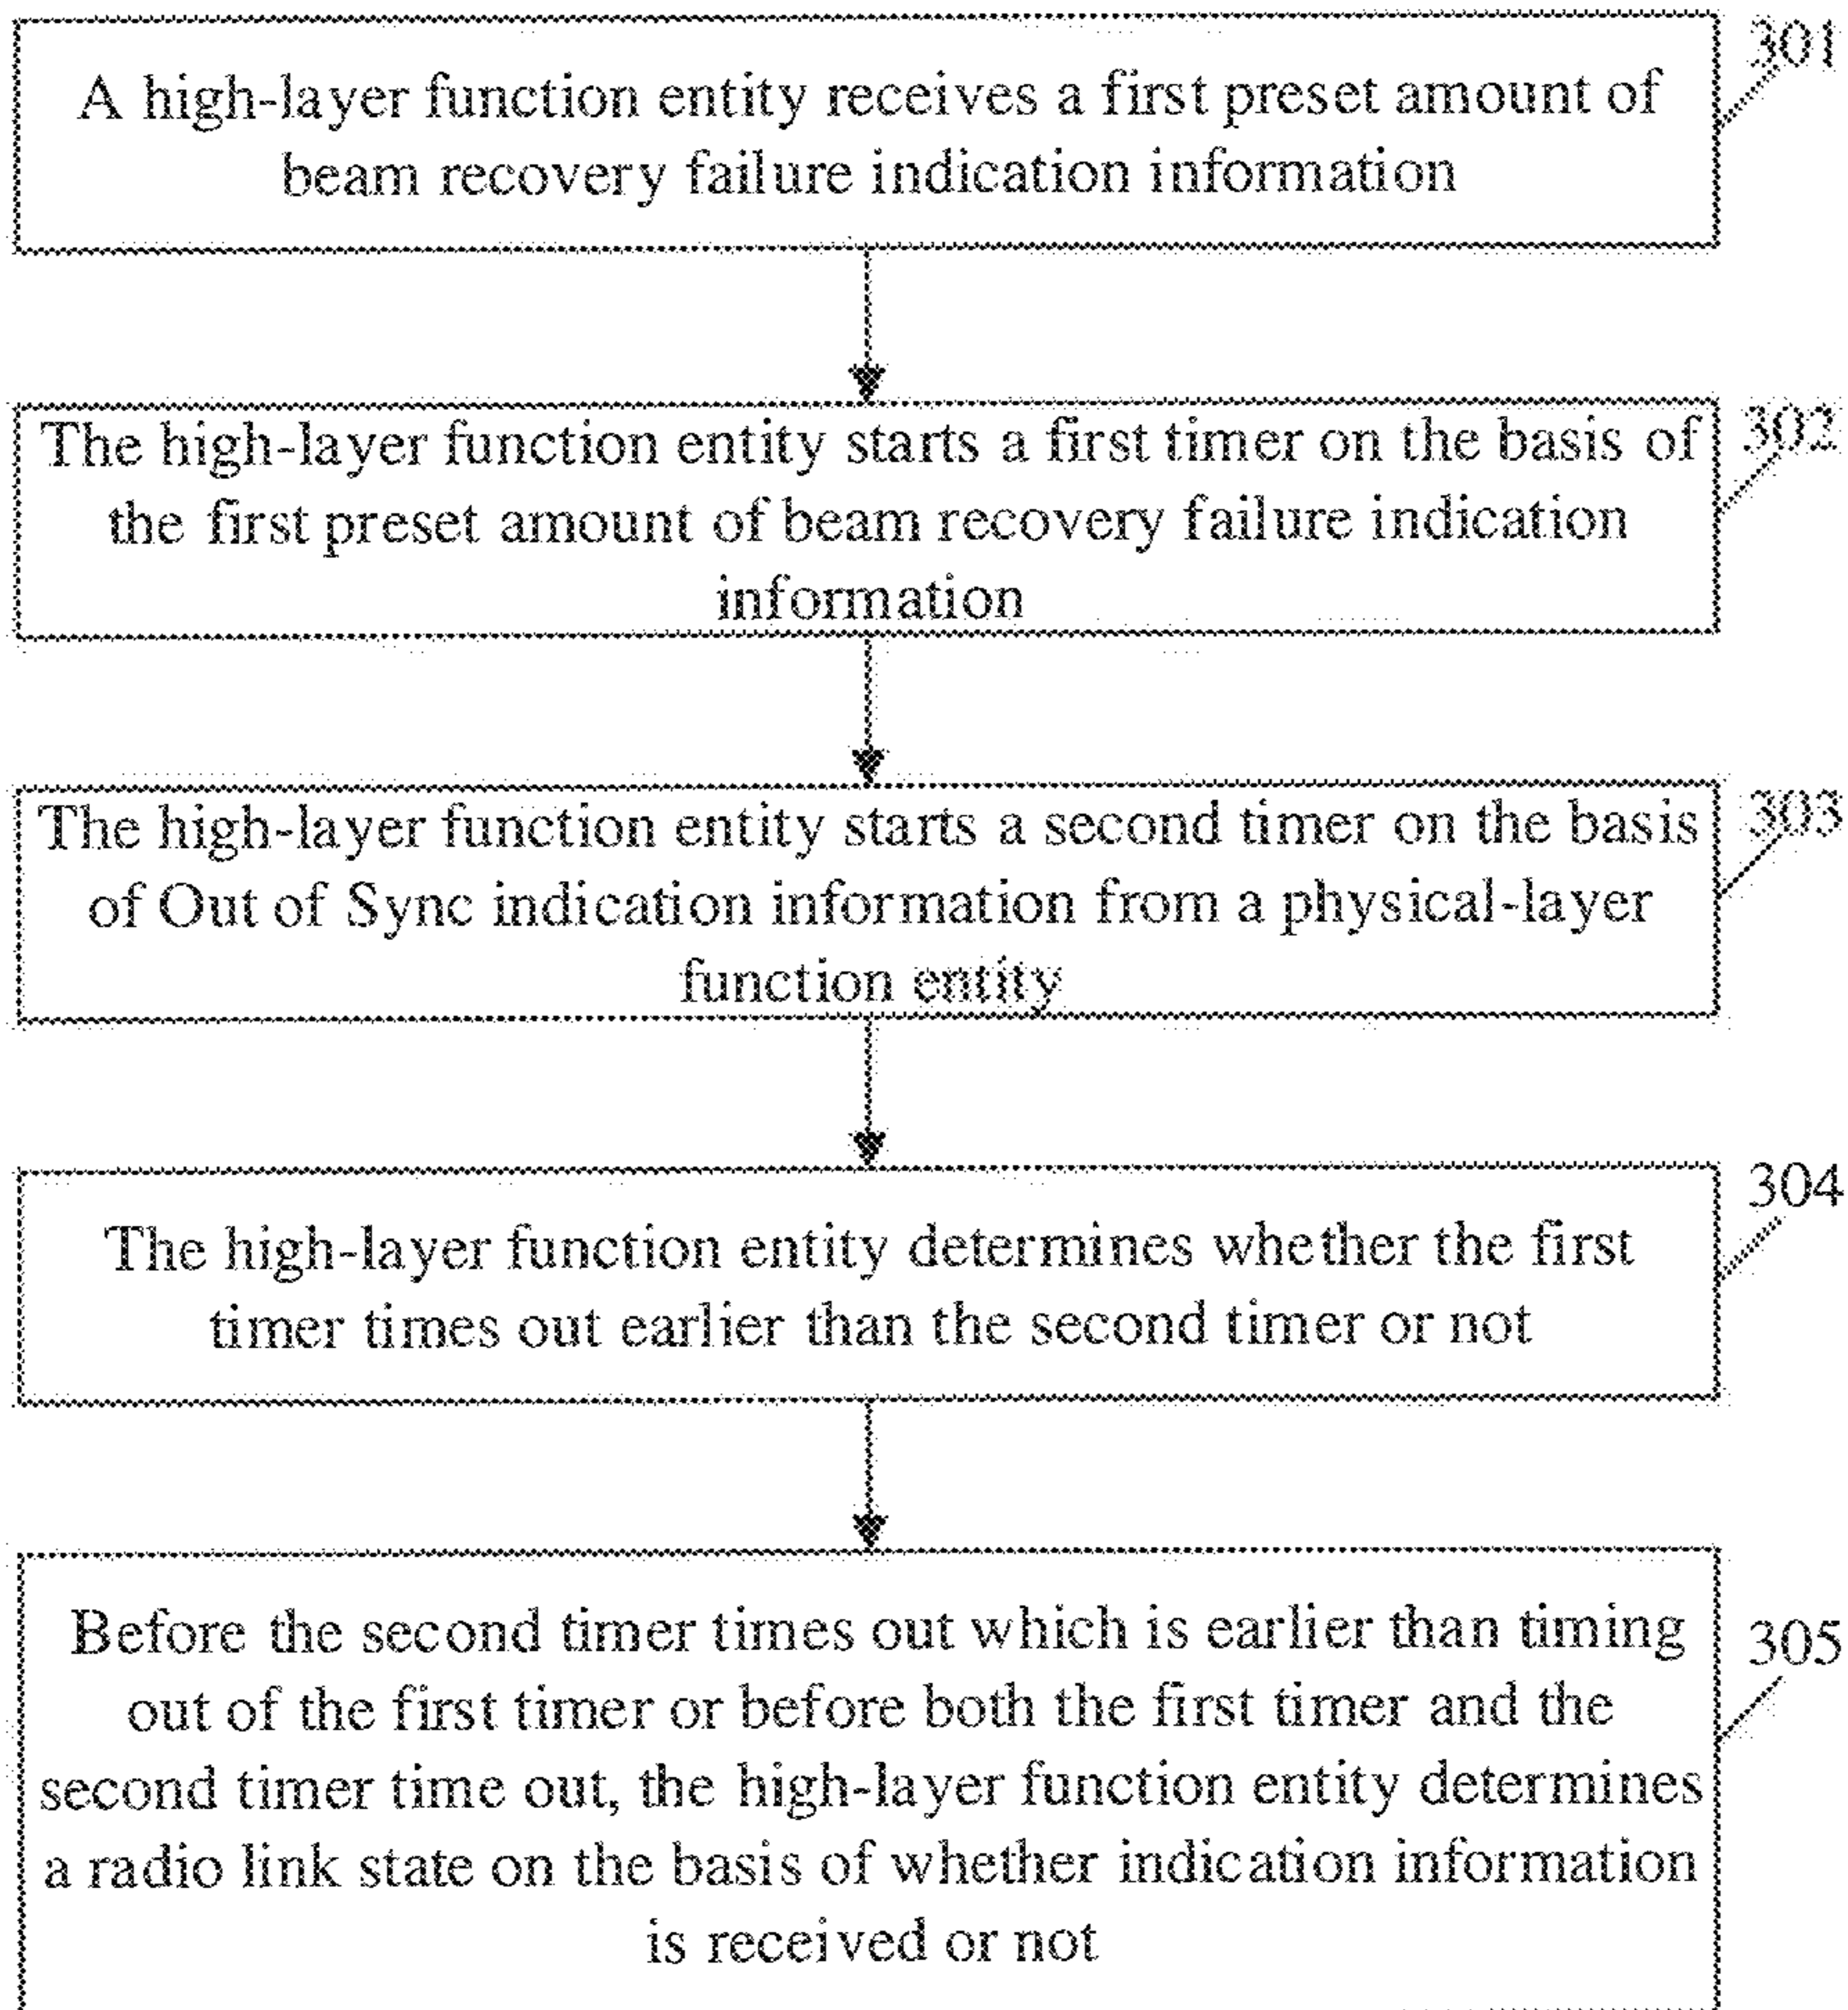 301
A high-layer function entity receives a first preset amount of
beam recovery failure indication information
302
The high-layer function entity starts a first timer on the basis of
the first preset amount of beam recovery failure indication
information
303
The high-layer function entity starts a second timer on the basis
of Out of Sync indication information from a physical-layer
function entity
304
The high-layer function entity determines whether the first
timer times out earlier than the second timer or not
305
Before the second timer times out which is earlier than timing
out of the first timer or before both the first timer and the
second timer time out, the high-layer function entity determines
a radio link state on the basis of whether indication information
is received or not